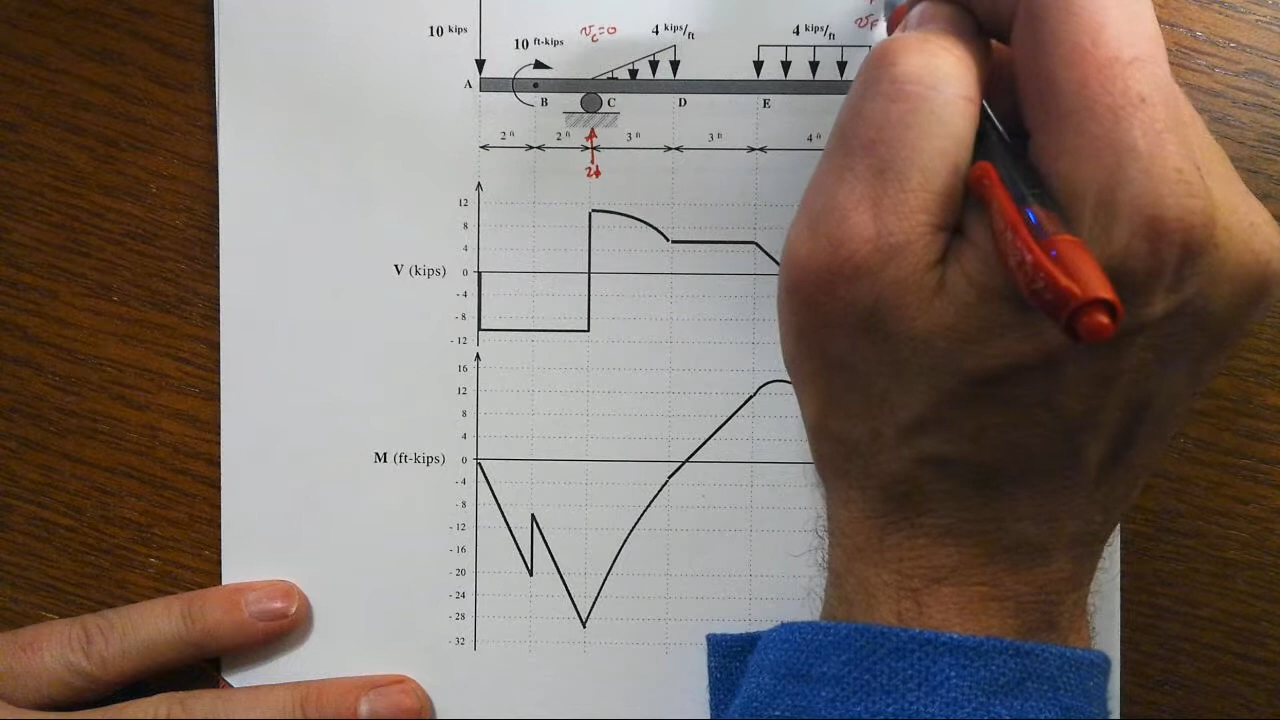 10 kips
10 ft-kips
v_C=0
4 kips/ft
4 kips/ft
A
B
C
D
E
2 ft
2 ft
3 ft
3 ft
4 ft
12
8
4
V (kips)
0
- 4
- 8
- 12
16
12
8
4
M (ft-kips)
0
- 4
- 8
- 12
- 16
- 20
- 24
- 28
- 32